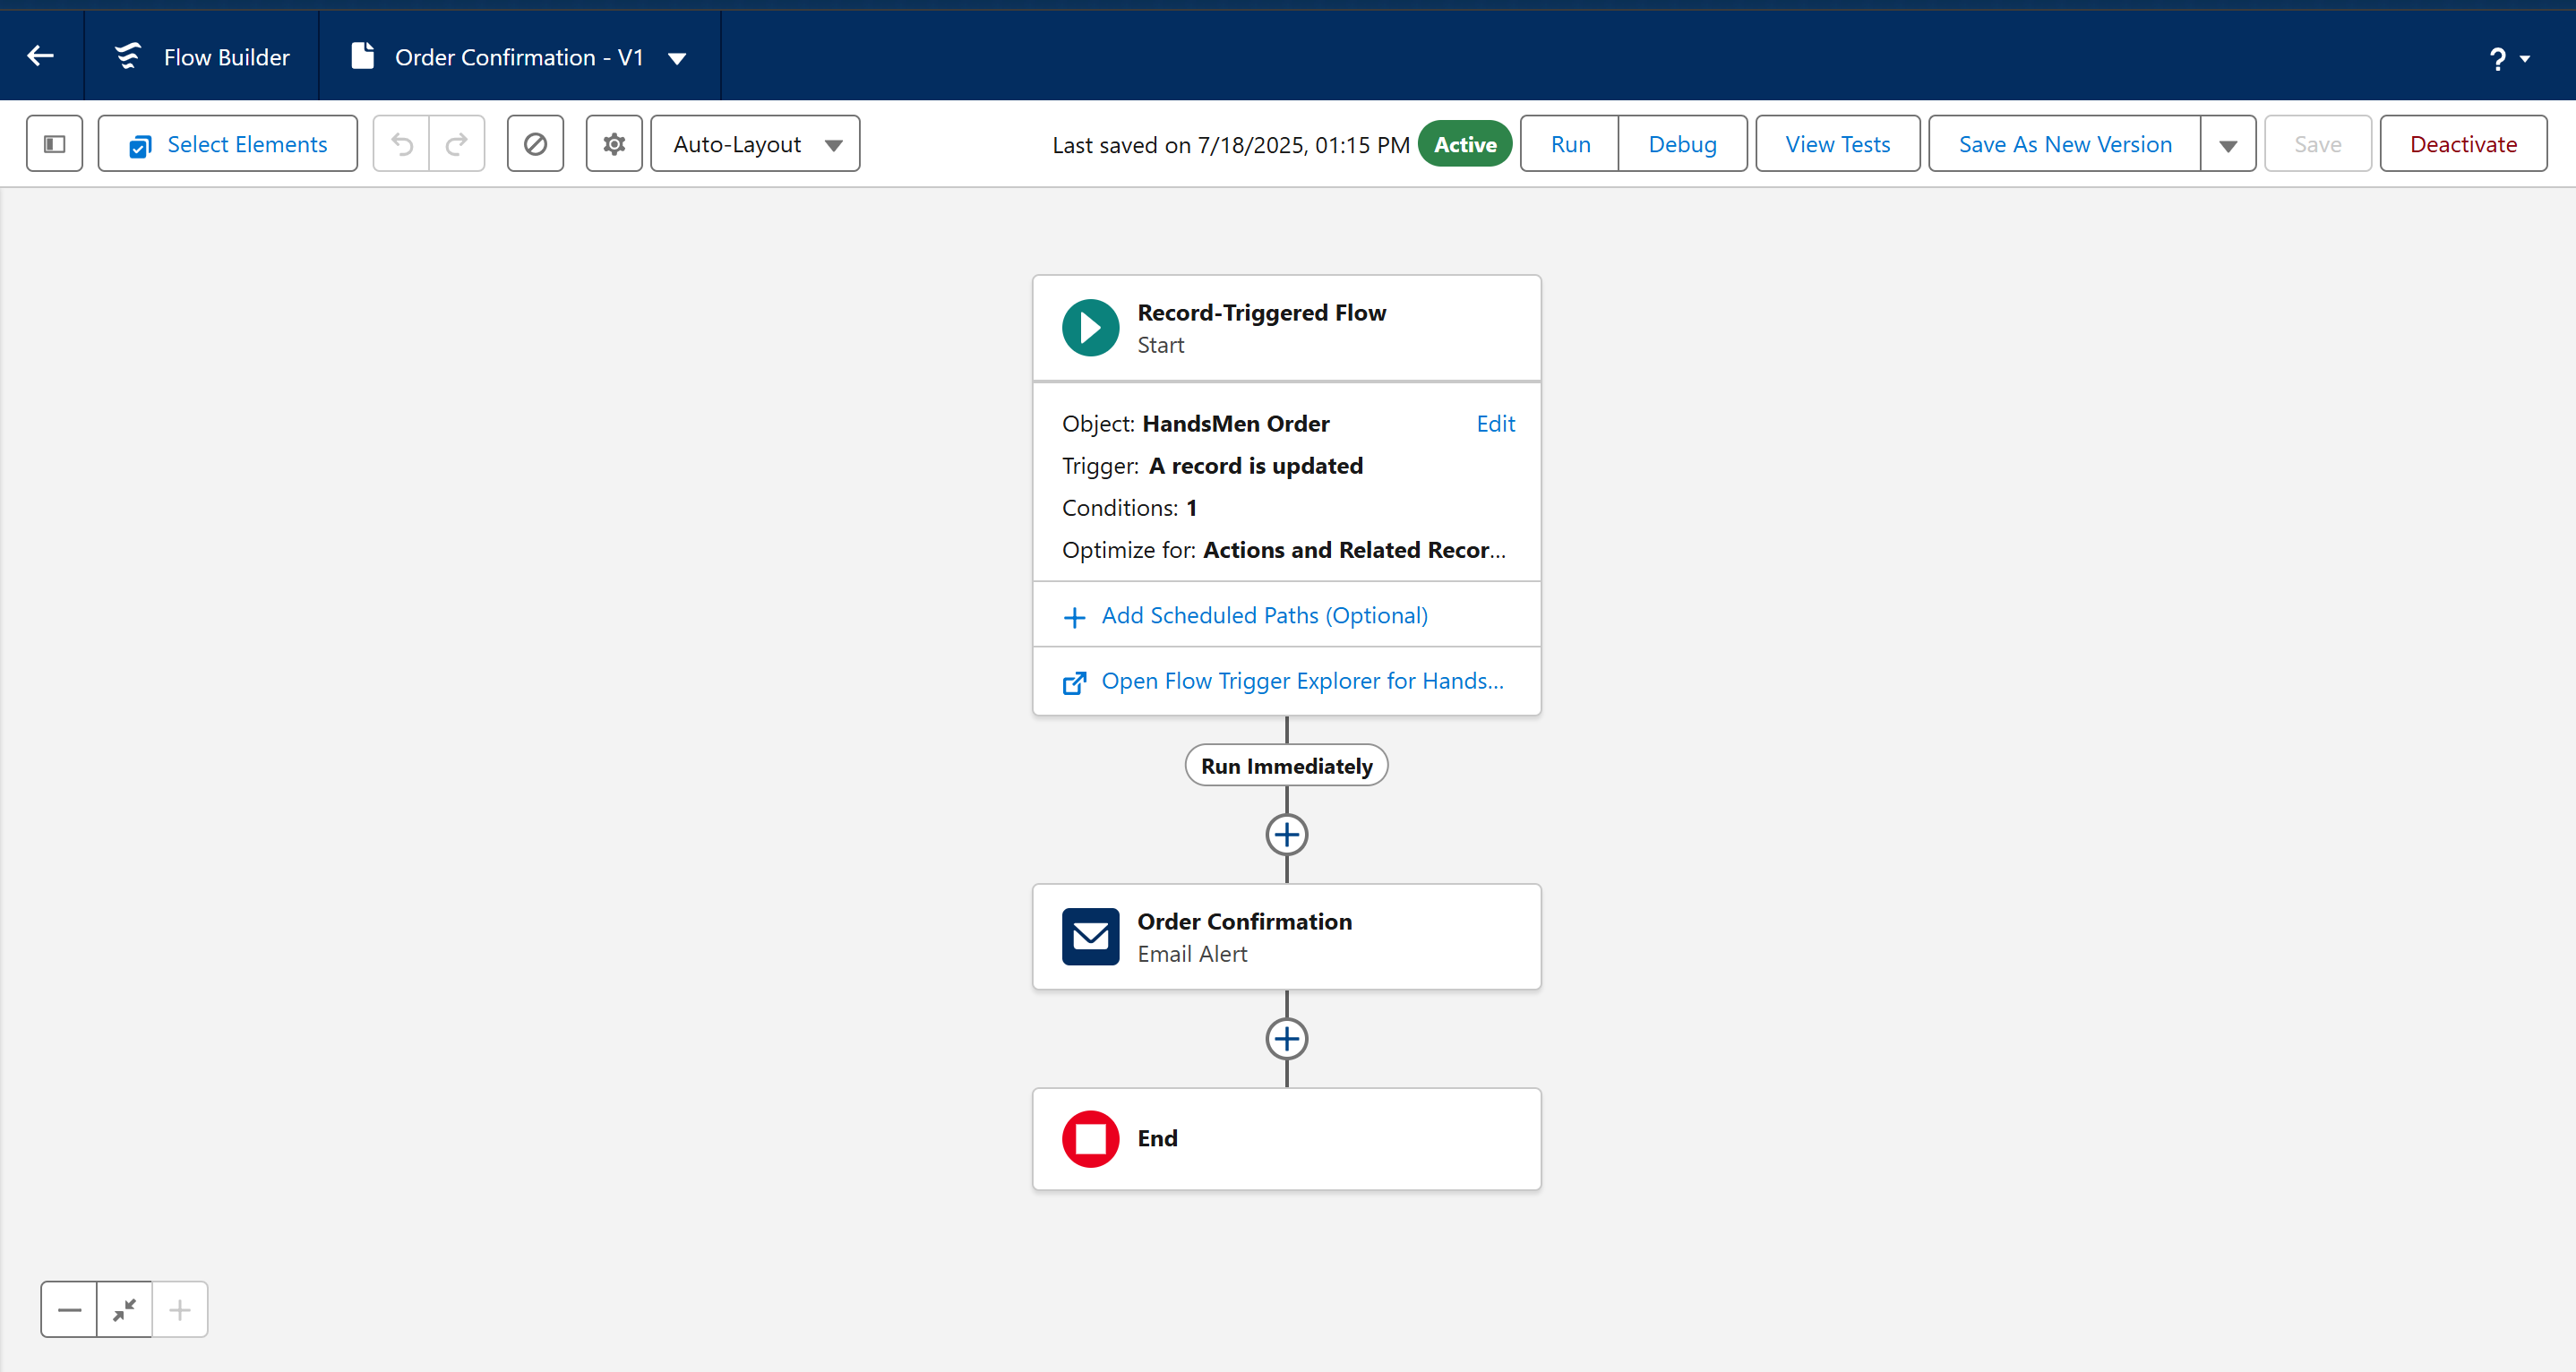 Flow Builder
Order Confirmation - V1
?
Select Elements
Auto-Layout
Last saved on 7/18/2025, 01:15 PM
Active
Run
Debug
View Tests
Save As New Version
Save
Deactivate
Record-Triggered Flow
Start
Object: HandsMen Order
Edit
Trigger: A record is updated
Conditions: 1
Optimize for: Actions and Related Recor...
Add Scheduled Paths (Optional)
Open Flow Trigger Explorer for Hands...
Run Immediately
Order Confirmation
Email Alert
End